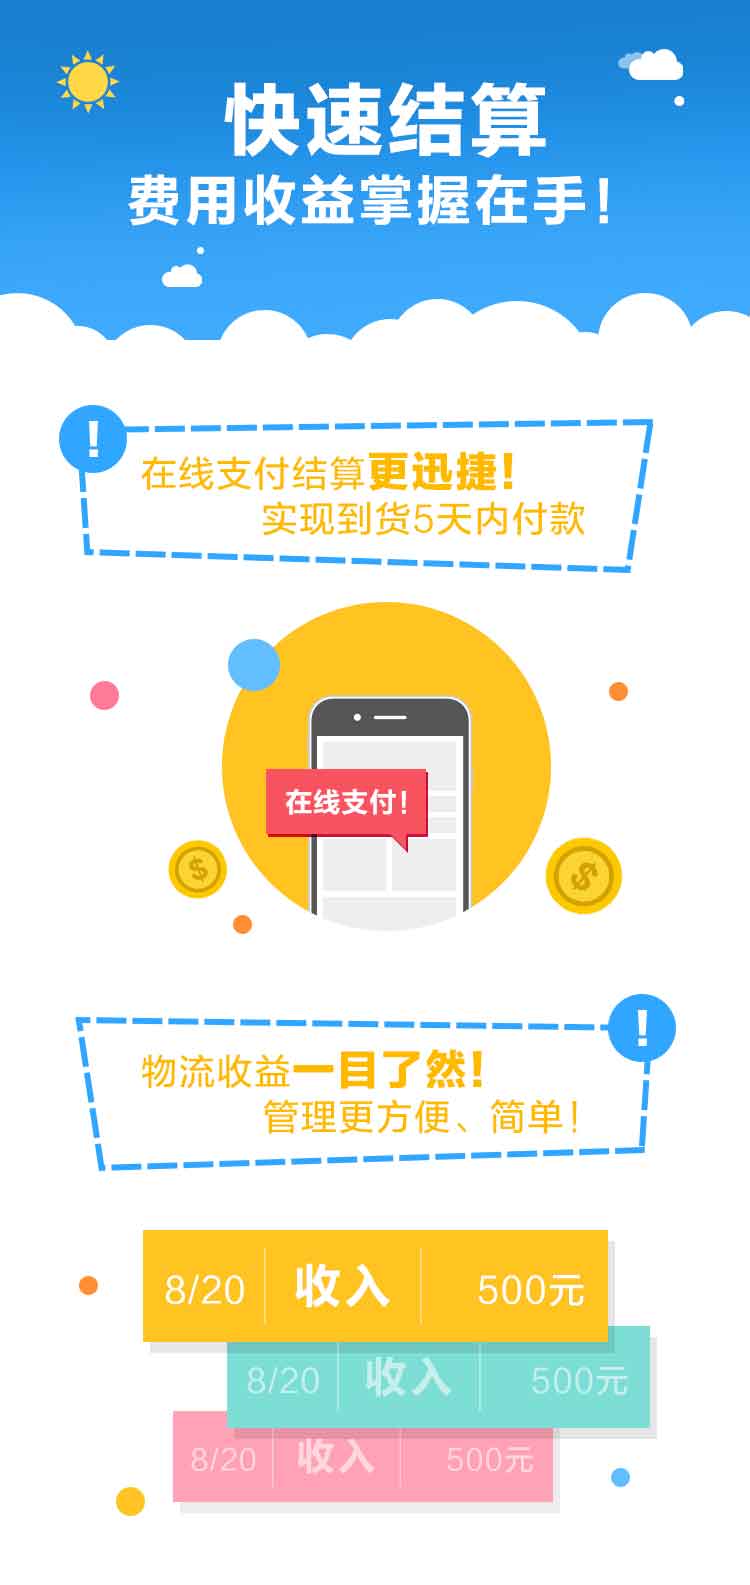 快速结算
费用收益掌握在手!
!
在线支付结算更迅捷!
实现到货5天内付款
在线支付!
$
$
!
物流收益一目了然!
管理更方便、简单!
8/20 收入 500元
8/20 收入 500元
8/20 收入 500元